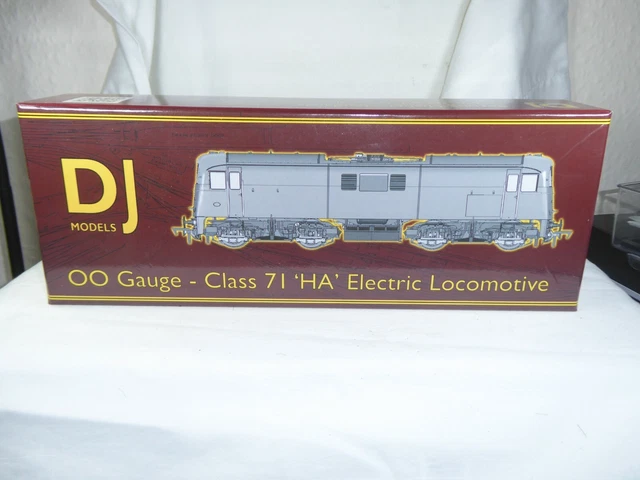 DJ
MODELS
OO Gauge - Class 71 'HA' Electric Locomotive